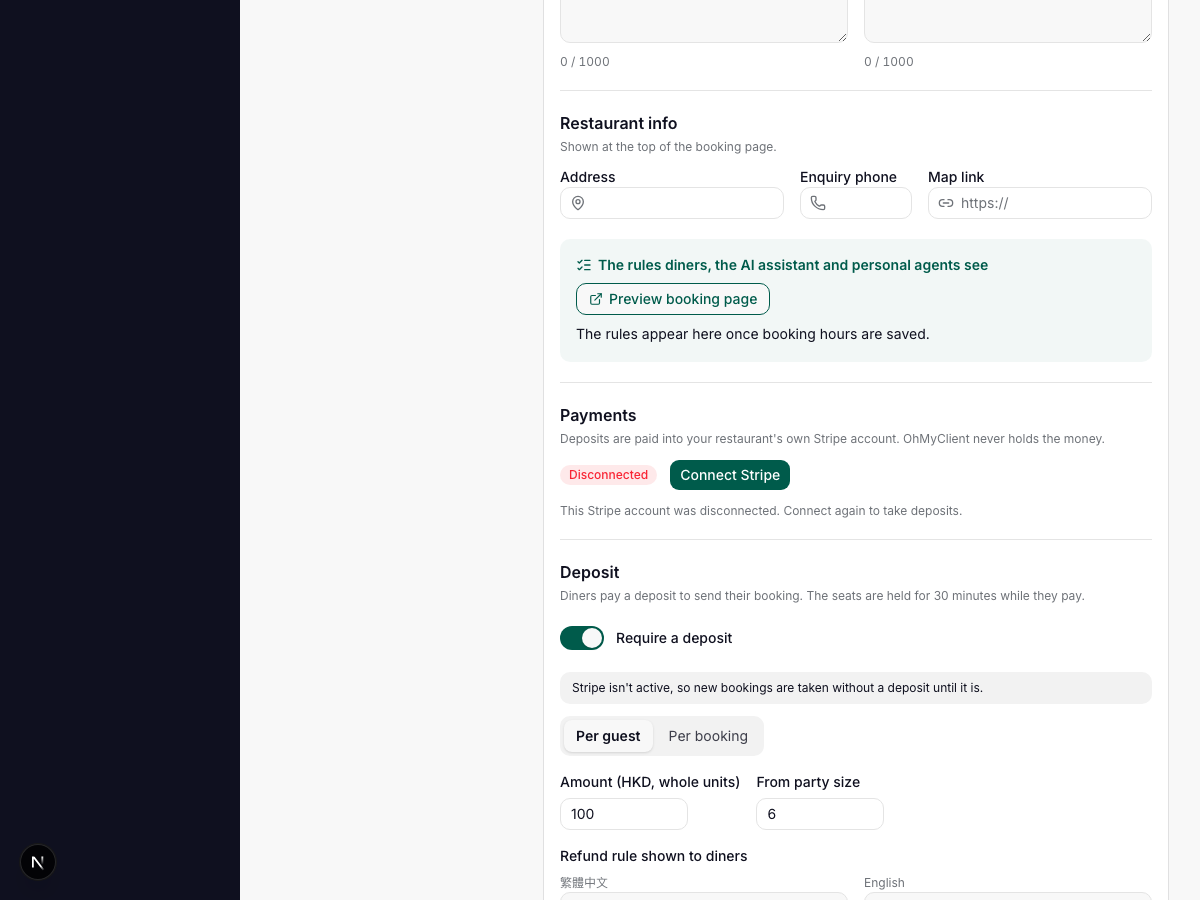 0 / 1000
0 / 1000
Restaurant info
Shown at the top of the booking page.
Address
Enquiry phone
Map link
https://
The rules diners, the AI assistant and personal agents see
Preview booking page
The rules appear here once booking hours are saved.
Payments
Deposits are paid into your restaurant's own Stripe account. OhMyClient never holds the money.
Disconnected
Connect Stripe
This Stripe account was disconnected. Connect again to take deposits.
Deposit
Diners pay a deposit to send their booking. The seats are held for 30 minutes while they pay.
Require a deposit
Stripe isn't active, so new bookings are taken without a deposit until it is.
Per guest
Per booking
Amount (HKD, whole units)
From party size
100
6
Refund rule shown to diners
繁體中文
English
N